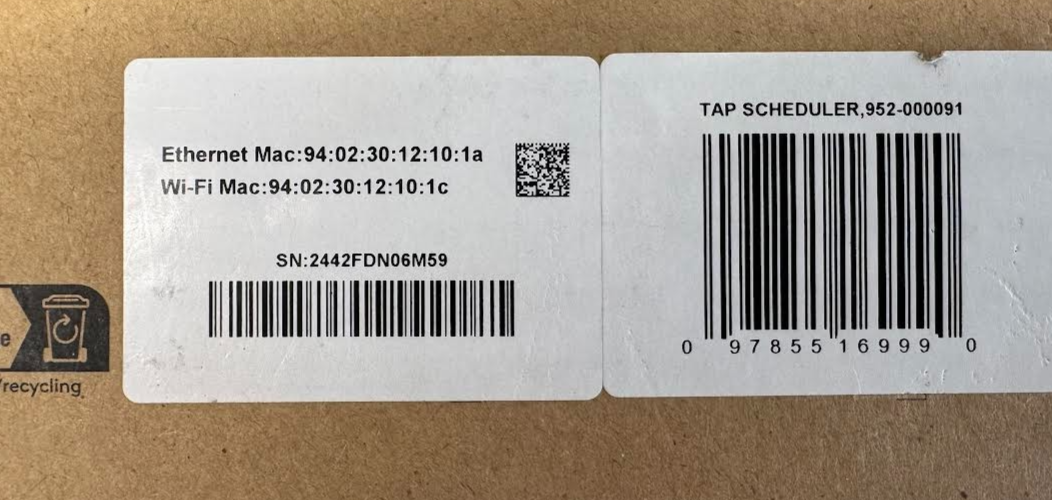 Ethernet Mac:94:02:30:12:10:1a
Wi-Fi Mac:94:02:30:12:10:1c
SN:2442FDN06M59
TAP SCHEDULER,952-000091
0 97855 16999 0
e
/recycling